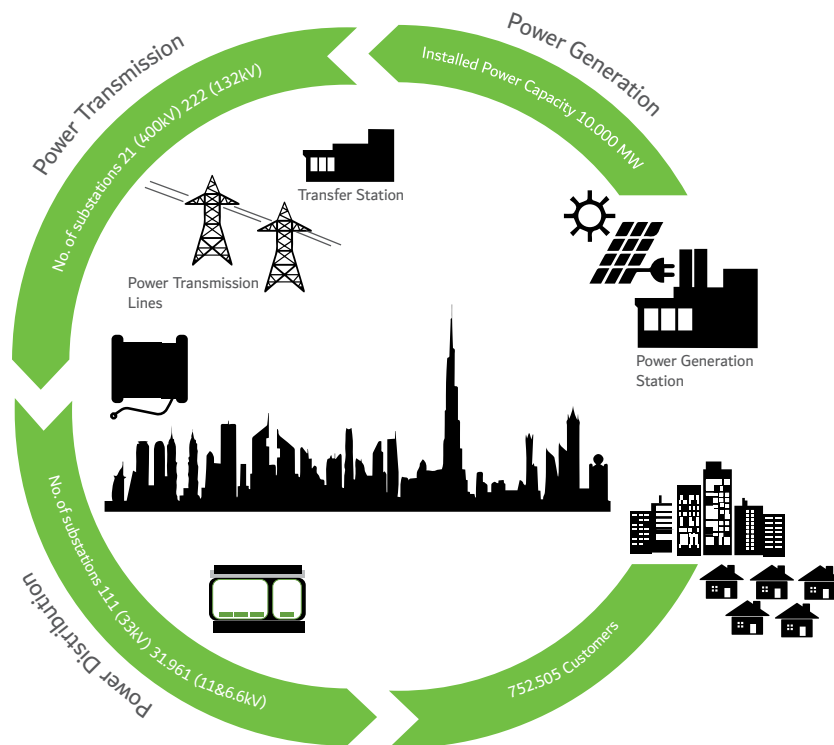 Power Generation
Installed Power Capacity 10.000 MW
Power Transmission
No. of substations 21 (400kV) 222 (132kV)
Transfer Station
Power Transmission
Lines
Power Generation
Station
No. of substations 111 (33kV) 31.961 (11&6.6kV)
Power Distribution
752.505 Customers